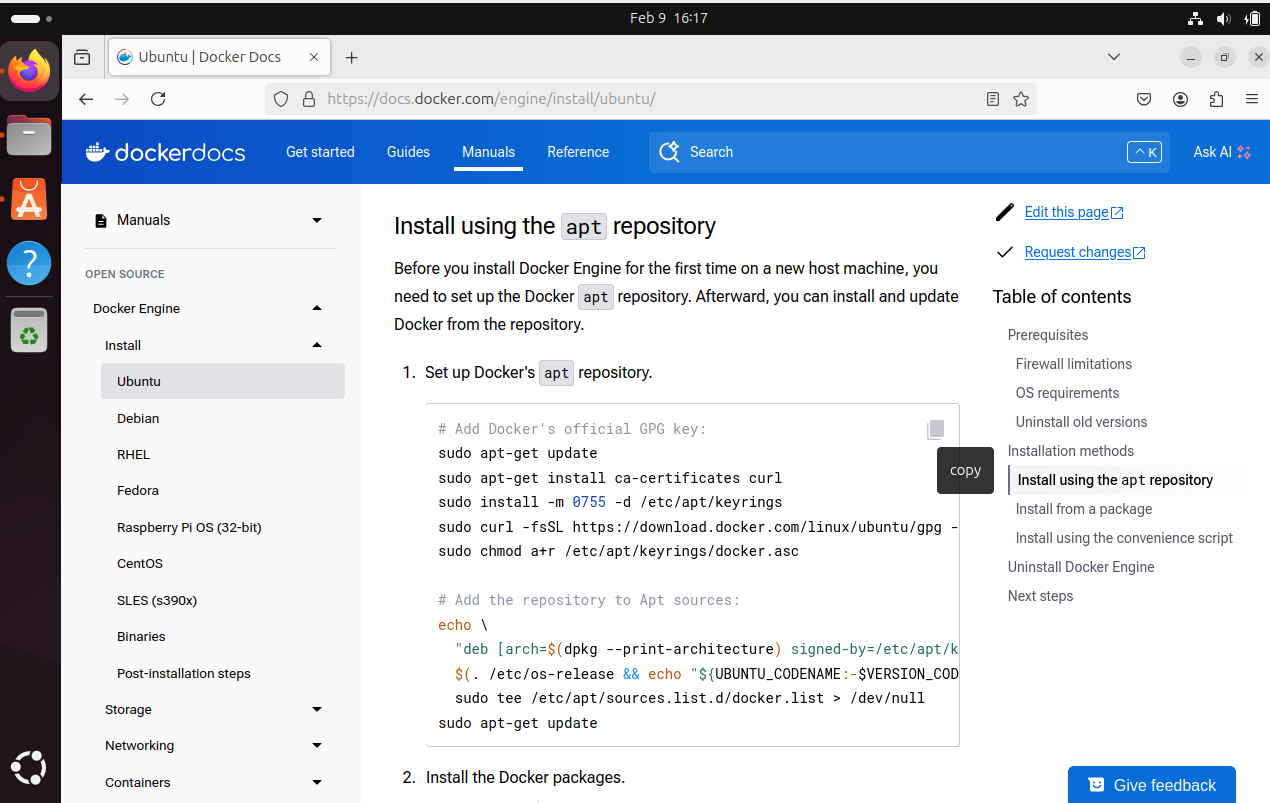 Feb 9 16:17
Ubuntu | Docker Docs
https://docs.docker.com/engine/install/ubuntu/
dockerdocs
Get started
Guides
Manuals
Reference
Search
^ K
Ask AI
Manuals
OPEN SOURCE
Docker Engine
Install
Ubuntu
Debian
RHEL
Fedora
Raspberry Pi OS (32-bit)
CentOS
SLES (s390x)
Binaries
Post-installation steps
Storage
Networking
Containers
Install using the apt repository
Before you install Docker Engine for the first time on a new host machine, you
need to set up the Docker apt repository. Afterward, you can install and update
Docker from the repository.
1. Set up Docker's apt repository.
# Add Docker's official GPG key:
sudo apt-get update
sudo apt-get install ca-certificates curl
sudo install -m 0755 -d /etc/apt/keyrings
sudo curl -fsSL https://download.docker.com/linux/ubuntu/gpg -
sudo chmod a+r /etc/apt/keyrings/docker.asc
# Add the repository to Apt sources:
echo \
"deb [arch=$(dpkg --print-architecture) signed-by=/etc/apt/k
$(. /etc/os-release && echo "${UBUNTU_CODENAME:-$VERSION_COD
sudo tee /etc/apt/sources.list.d/docker.list > /dev/null
sudo apt-get update
copy
2. Install the Docker packages.
Edit this page
Request changes
Table of contents
Prerequisites
Firewall limitations
OS requirements
Uninstall old versions
Installation methods
Install using the apt repository
Install from a package
Install using the convenience script
Uninstall Docker Engine
Next steps
Give feedback